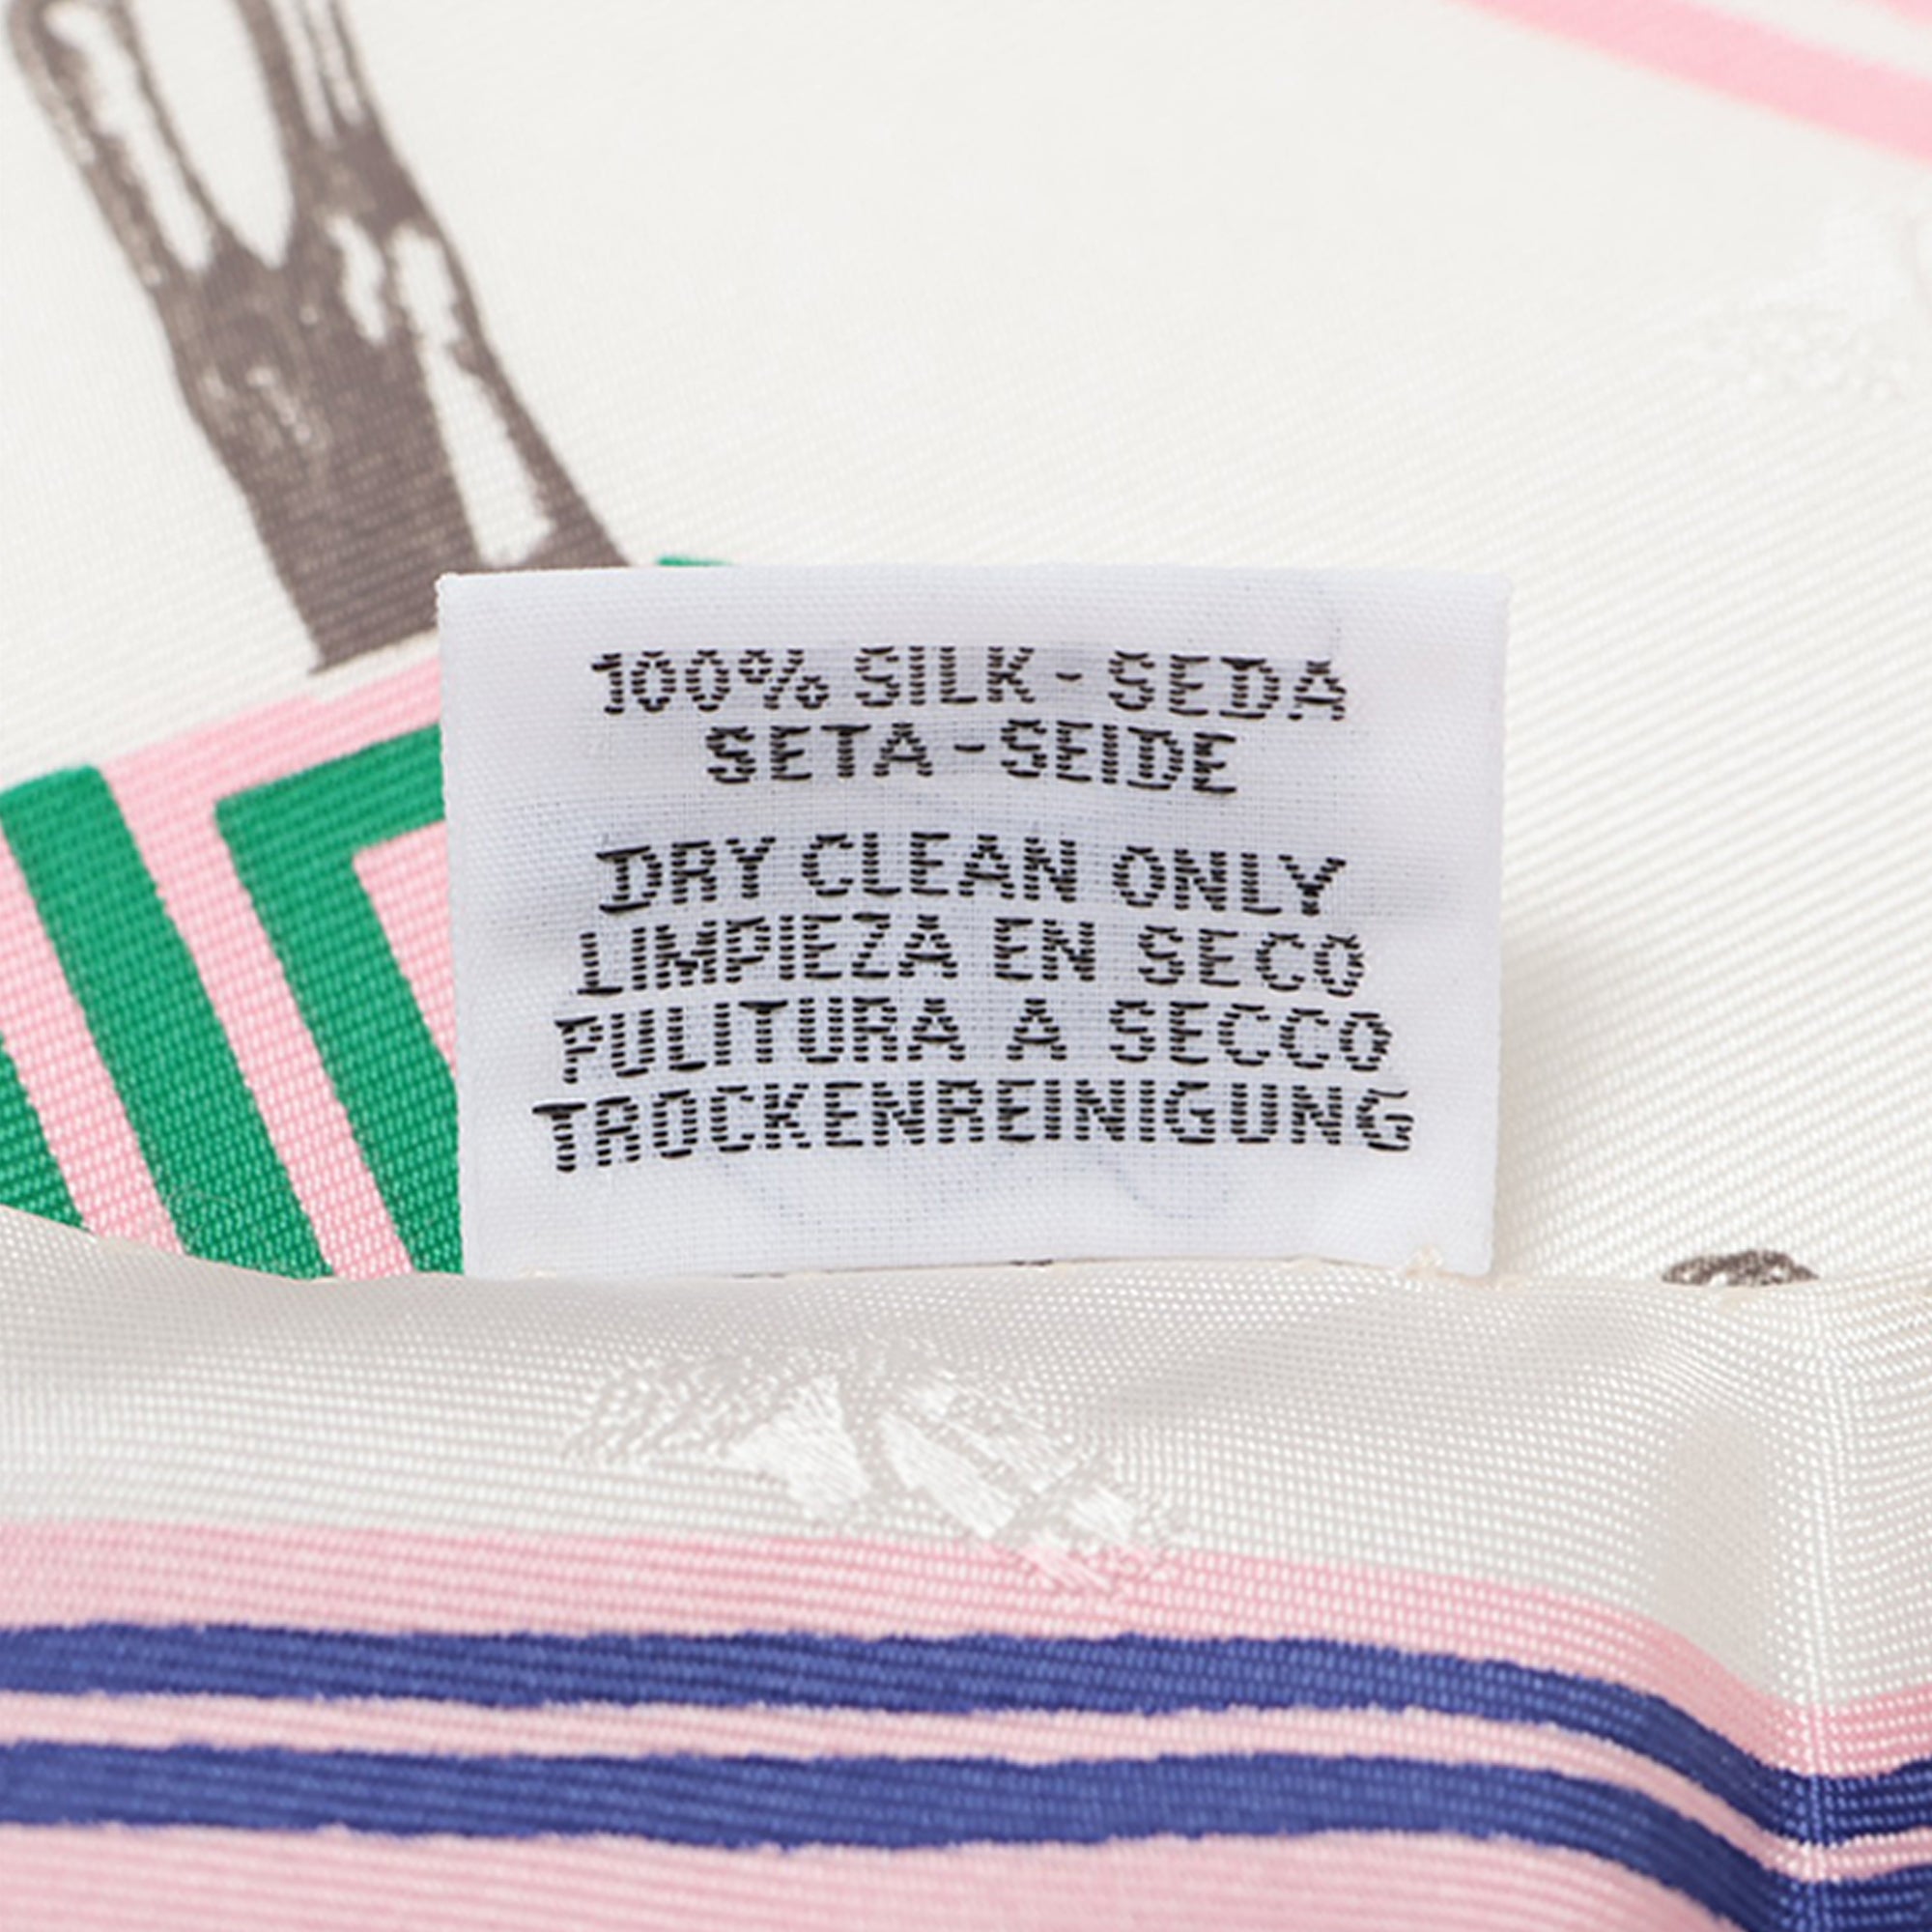 100% SILK - SEDA
SETA - SEIDE
DRY CLEAN ONLY
LIMPIEZA EN SECO
PULITURA A SECCO
TROCKENREINIGUNG